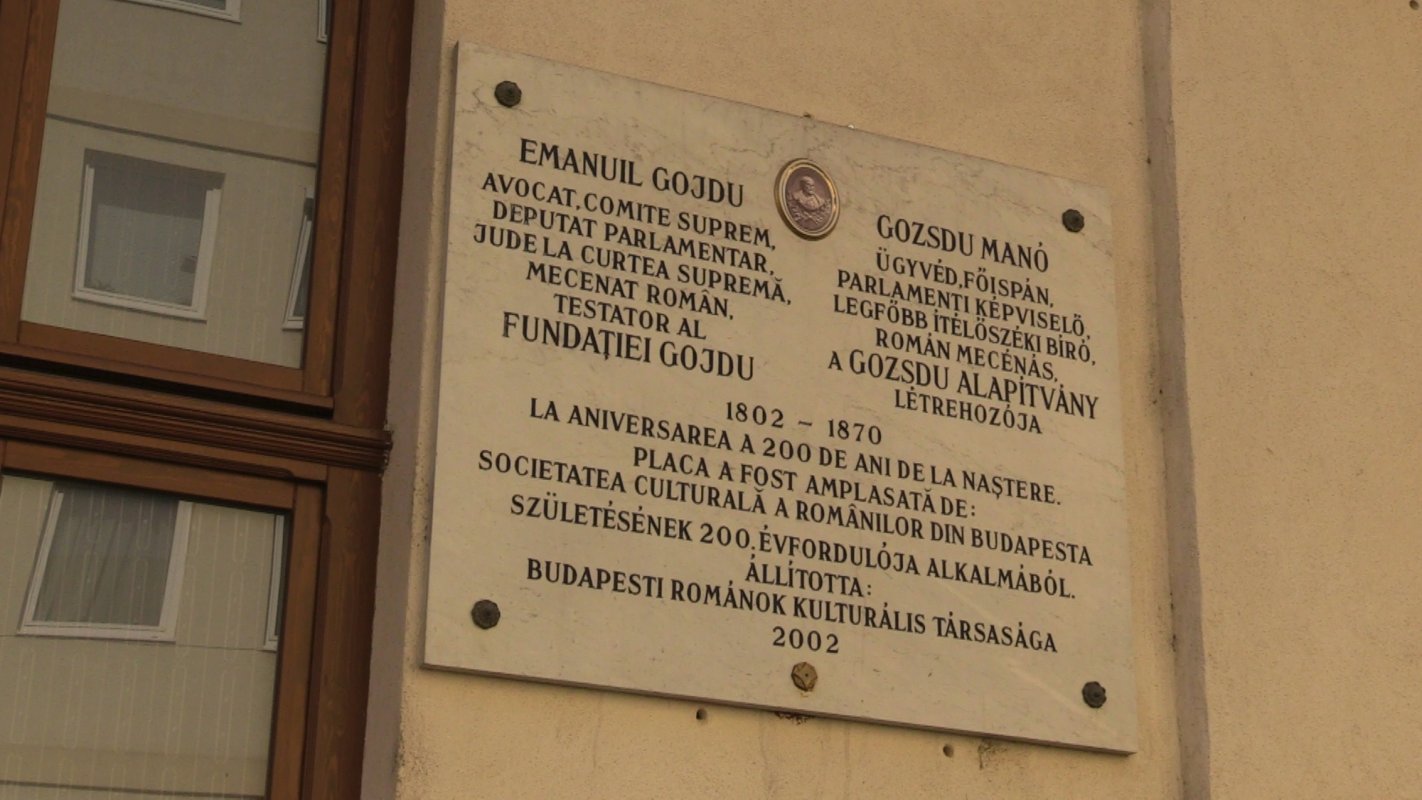 EMANUIL GOJDU
AVOCAT, COMITE SUPREM,
DEPUTAT PARLAMENTAR,
JUDE LA CURTEA SUPREMĂ,
MECENAT ROMÂN,
TESTATOR AL
FUNDAŢIEI GOJDU
GOZSDU MANÓ
ÜGYVÉD, FŐISPÁN,
PARLAMENTI KÉPVISELŐ,
LEGFŐBB ÍTÉLŐSZÉKI BÍRÓ,
ROMÁN MECÉNÁS,
A GOZSDU ALAPÍTVÁNY
LÉTREHOZÓJA
1802 – 1870
LA ANIVERSAREA A 200 DE ANI DE LA NAŞTERE.
PLACA A FOST AMPLASATĂ DE:
SOCIETATEA CULTURALĂ A ROMÂNILOR DIN BUDAPESTA
SZÜLETÉSÉNEK 200. ÉVFORDULÓJA ALKALMÁBÓL.
ÁLLÍTOTTA:
BUDAPESTI ROMÁNOK KULTURÁLIS TÁRSASÁGA
2002